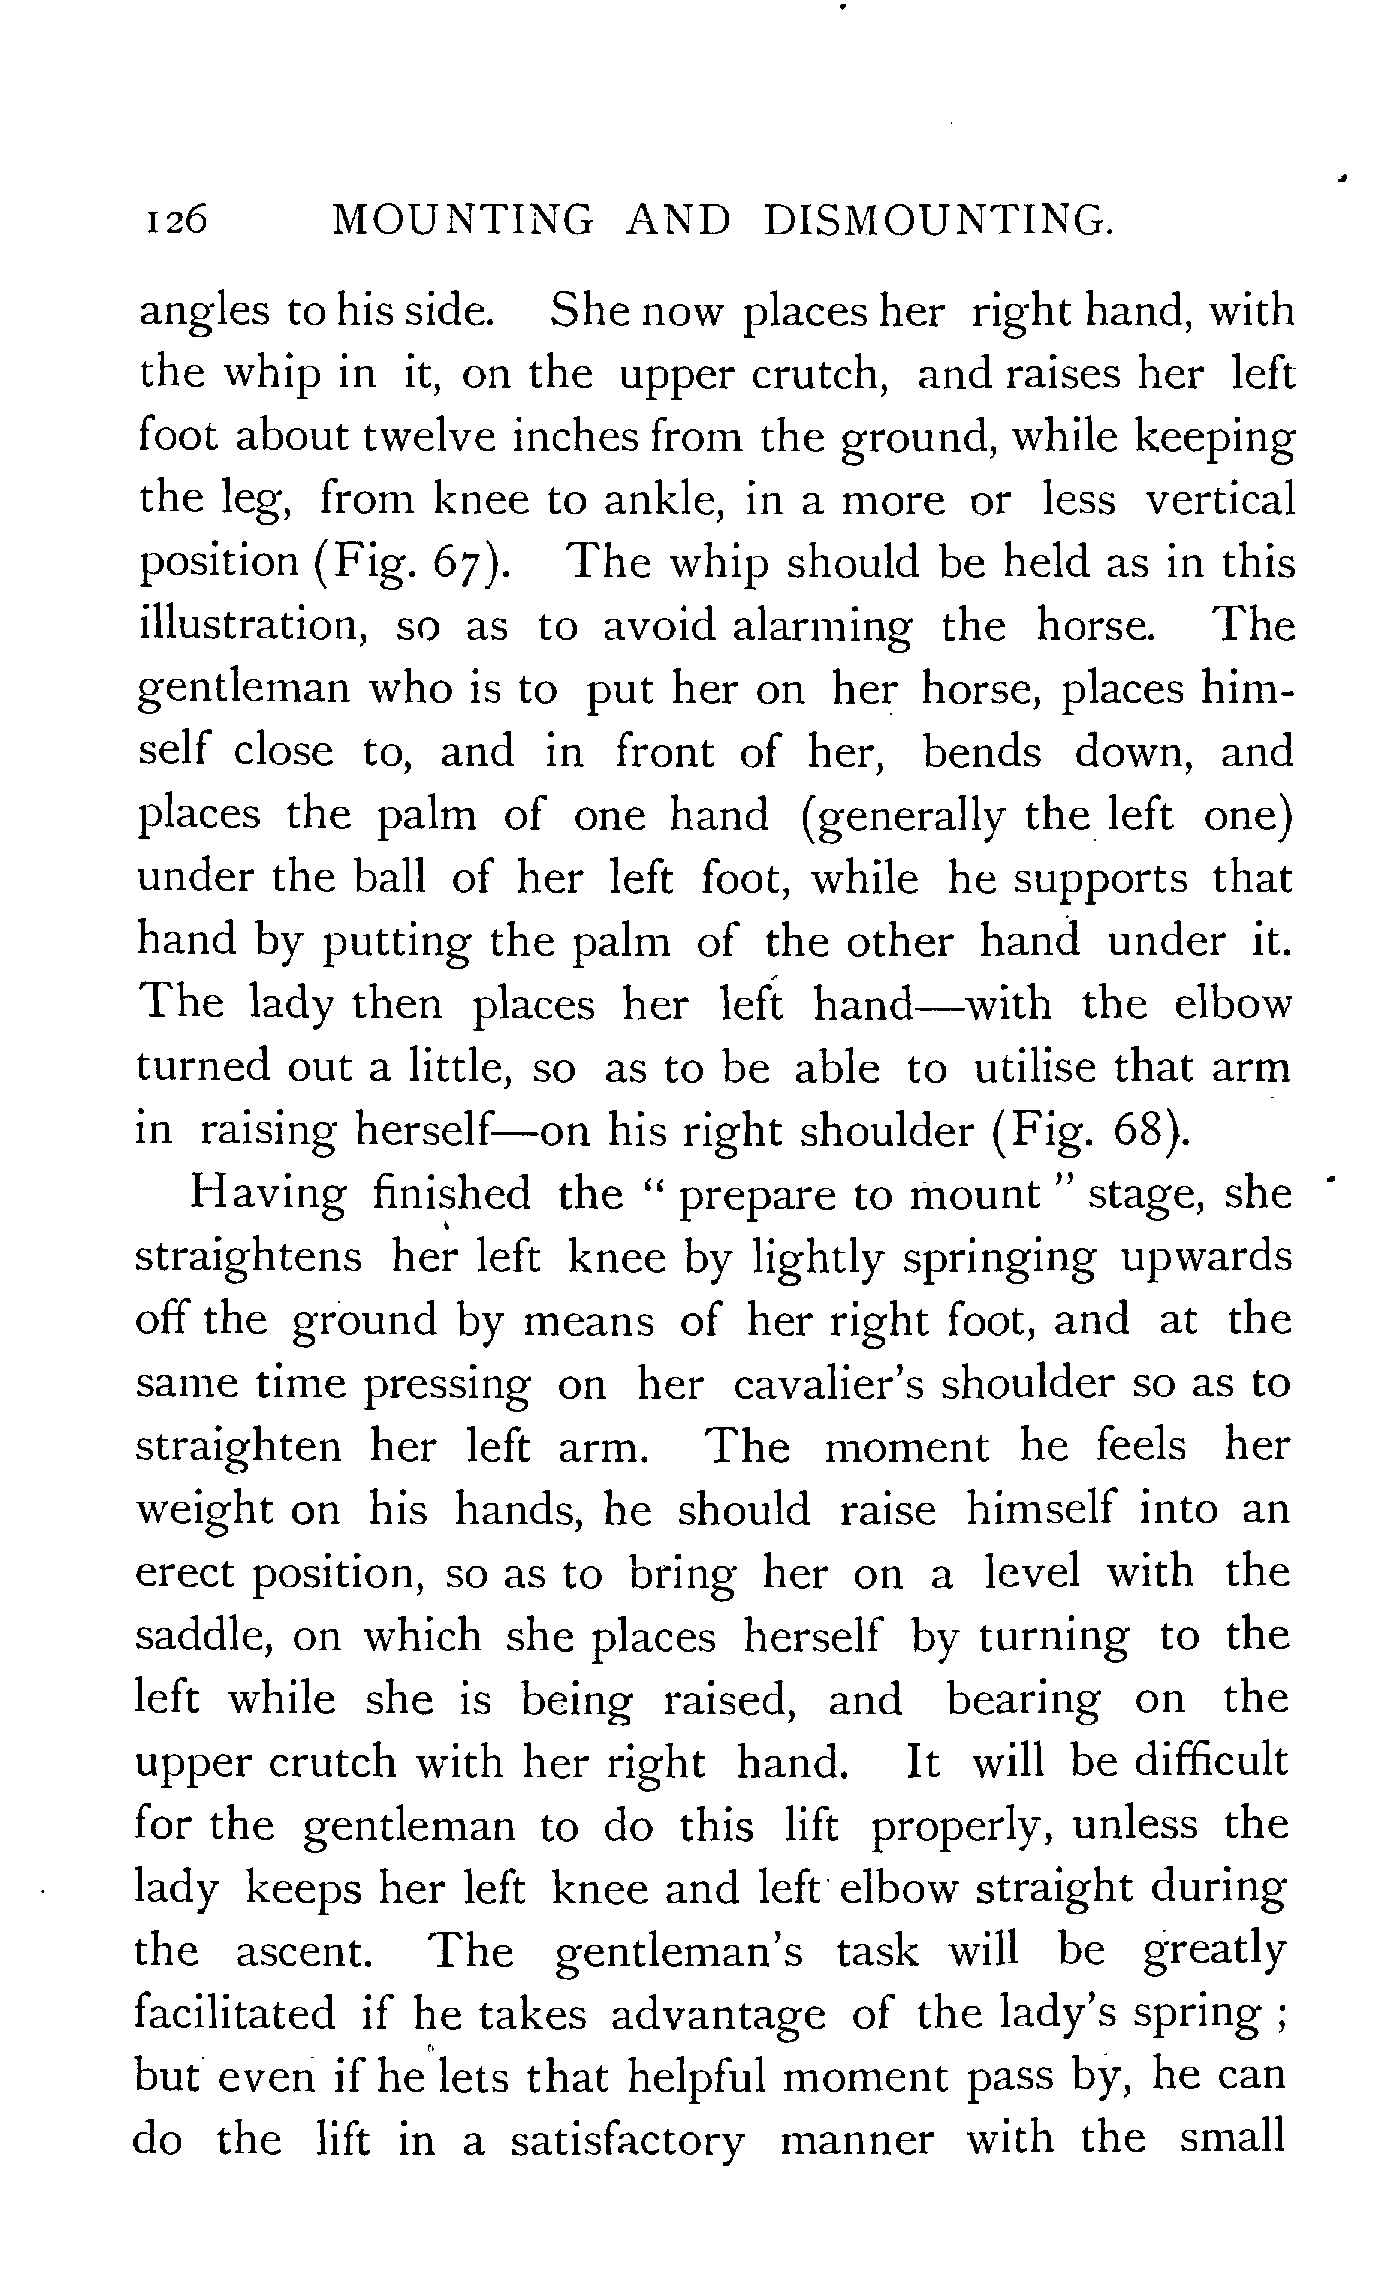 126 MOUNTING AND DISMOUNTING.
angles to his side. She now places her right hand, with
the whip in it, on the upper crutch, and raises her left
foot about twelve inches from the ground, while keeping
the leg, from knee to ankle, in a more or less vertical
position (Fig. 67). The whip should be held as in this
illustration, so as to avoid alarming the horse. The
gentleman who is to put her on her horse, places him-
self close to, and in front of her, bends down, and
places the palm of one hand (generally the left one)
under the ball of her left foot, while he supports that
hand by putting the palm of the other hand under it.
The lady then places her left hand—with the elbow
turned out a little, so as to be able to utilise that arm
in raising herself—on his right shoulder (Fig. 68).
Having finished the “ prepare to mount ” stage, she
straightens her left knee by lightly springing upwards
off the ground by means of her right foot, and at the
same time pressing on her cavalier's shoulder so as to
straighten her left arm. The moment he feels her
weight on his hands, he should raise himself into an
erect position, so as to bring her on a level with the
saddle, on which she places herself by turning to the
left while she is being raised, and bearing on the
upper crutch with her right hand. It will be difficult
for the gentleman to do this lift properly, unless the
lady keeps her left knee and left elbow straight during
the ascent. The gentleman's task will be greatly
facilitated if he takes advantage of the lady's spring ;
but even if he lets that helpful moment pass by, he can
do the lift in a satisfactory manner with the small